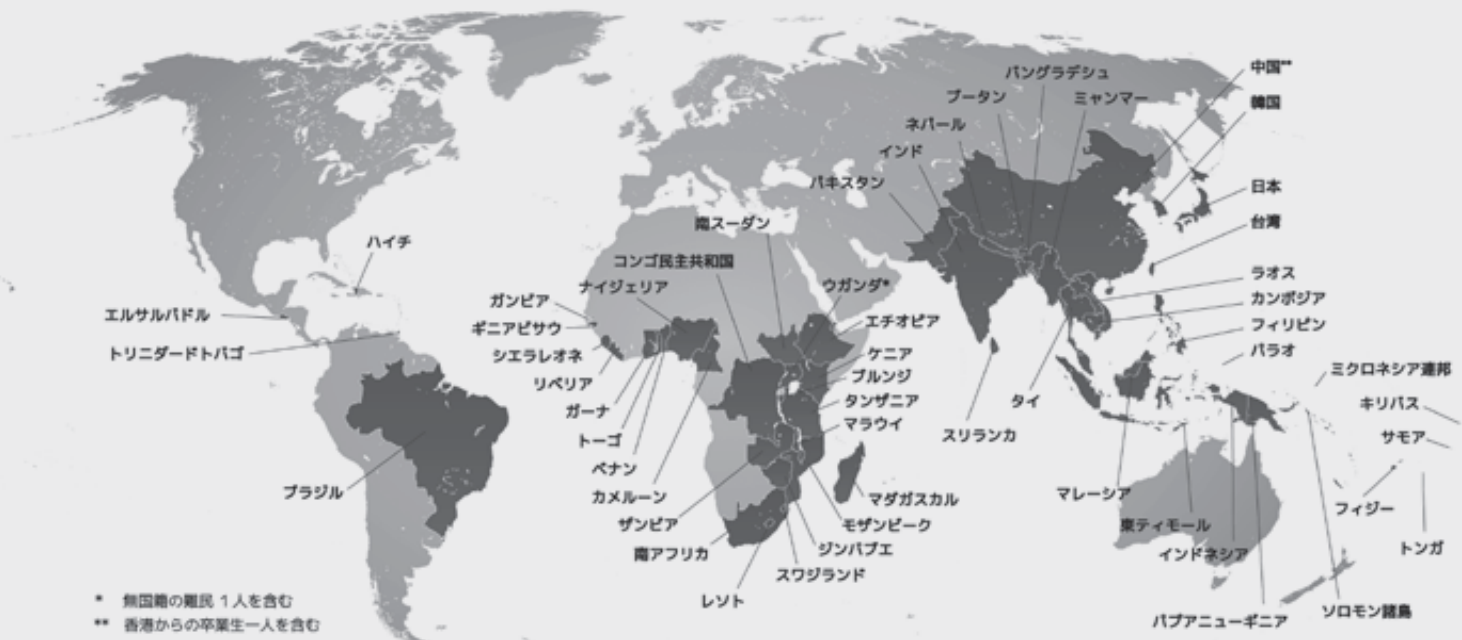 ハイチ
エルサルバドル
トリニダードトバゴ
ブラジル
南スーダン
コンゴ民主共和国
ナイジェリア
ガンビア
ギニアビサウ
シエラレオネ
リベリア
ガーナ
トーゴ
ベナン
カメルーン
ザンビア
南アフリカ
レソト
ウガンダ*
エチオピア
ケニア
ブルンジ
タンザニア
マラウイ
マダガスカル
モザンビーク
ジンバブエ
スワジランド
バングラデシュ
ブータン
ミャンマー
ネパール
インド
パキスタン
中国**
韓国
日本
台湾
ラオス
カンボジア
フィリピン
パラオ
タイ
スリランカ
ミクロネシア連邦
キリバス
サモア
マレーシア
東ティモール
インドネシア
フィジー
トンガ
パプアニューギニア
ソロモン諸島
* 無国籍の難民 1人を含む
** 香港からの卒業生一人を含む